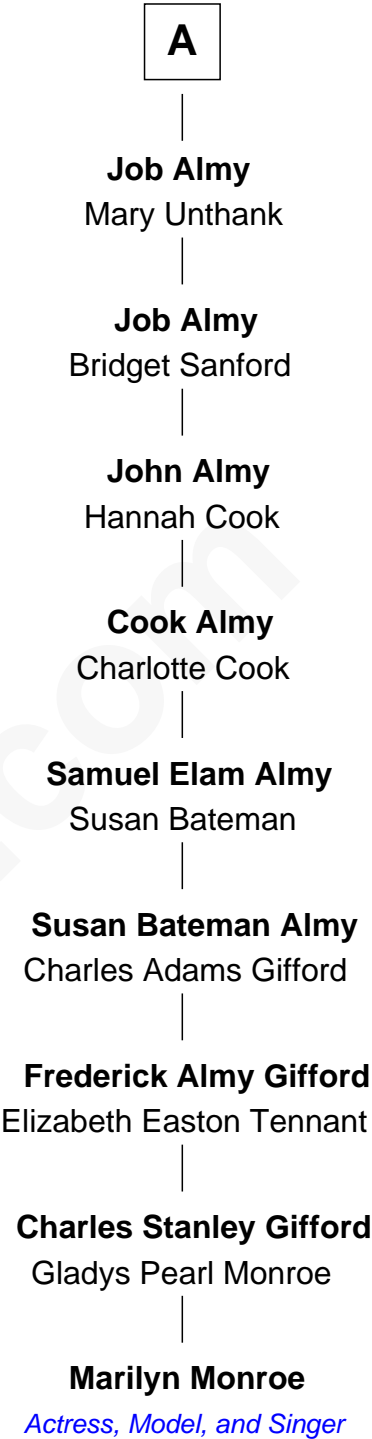 A
Job Almy
Mary Unthank
Job Almy
Bridget Sanford
John Almy
Hannah Cook
Cook Almy
Charlotte Cook
Samuel Elam Almy
Susan Bateman
Susan Bateman Almy
Charles Adams Gifford
Frederick Almy Gifford
Elizabeth Easton Tennant
Charles Stanley Gifford
Gladys Pearl Monroe
Marilyn Monroe
Actress, Model, and Singer